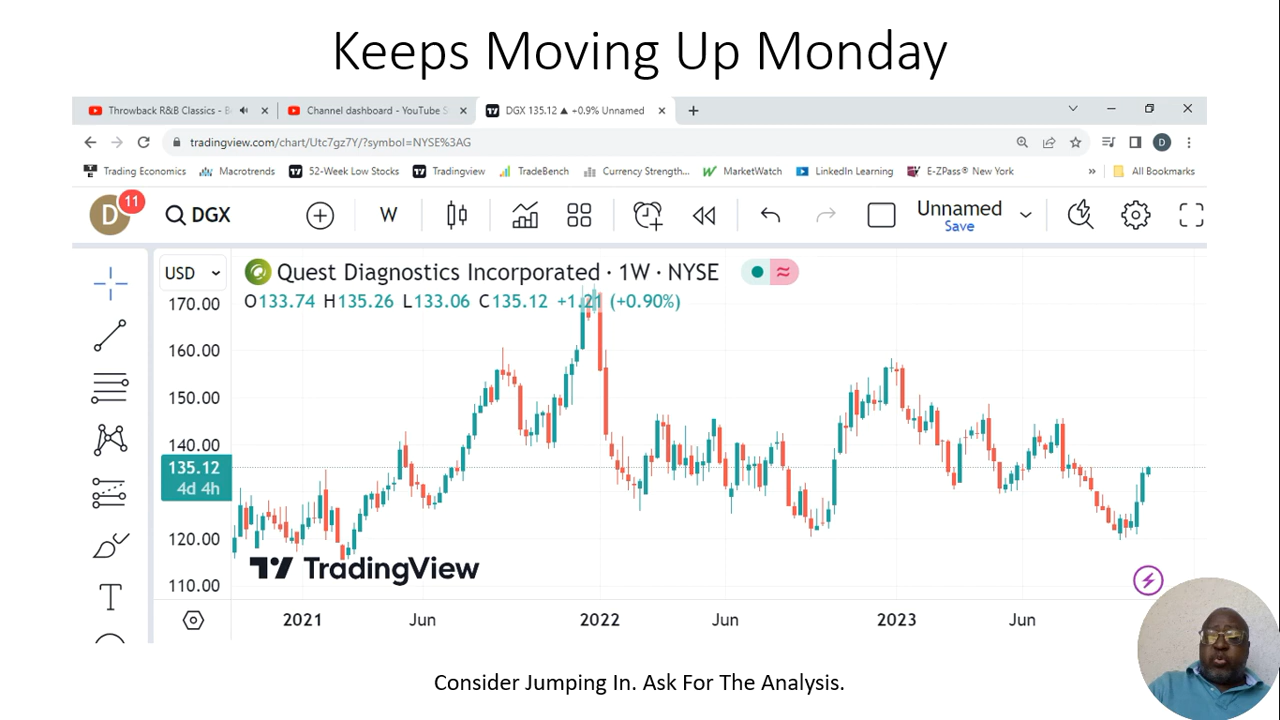 Keeps Moving Up Monday
Throwback R&B Classics - B
Channel dashboard - YouTube S
DGX 135.12 ▲ +0.9% Unnamed
tradingview.com/chart/Utc7gz7Y/?symbol=NYSE%3AG
Trading Economics
Macrotrends
52-Week Low Stocks
Tradingview
TradeBench
Currency Strength...
MarketWatch
LinkedIn Learning
E-ZPass® New York
»
All Bookmarks
D
D 11
DGX
W
Unnamed
Save
USD
Quest Diagnostics Incorporated · 1W · NYSE
O133.74 H135.26 L133.06 C135.12 +1.21 (+0.90%)
170.00
160.00
150.00
140.00
135.12
4d 4h
120.00
110.00
T
TradingView
2021 Jun 2022 Jun 2023 Jun
Consider Jumping In. Ask For The Analysis.